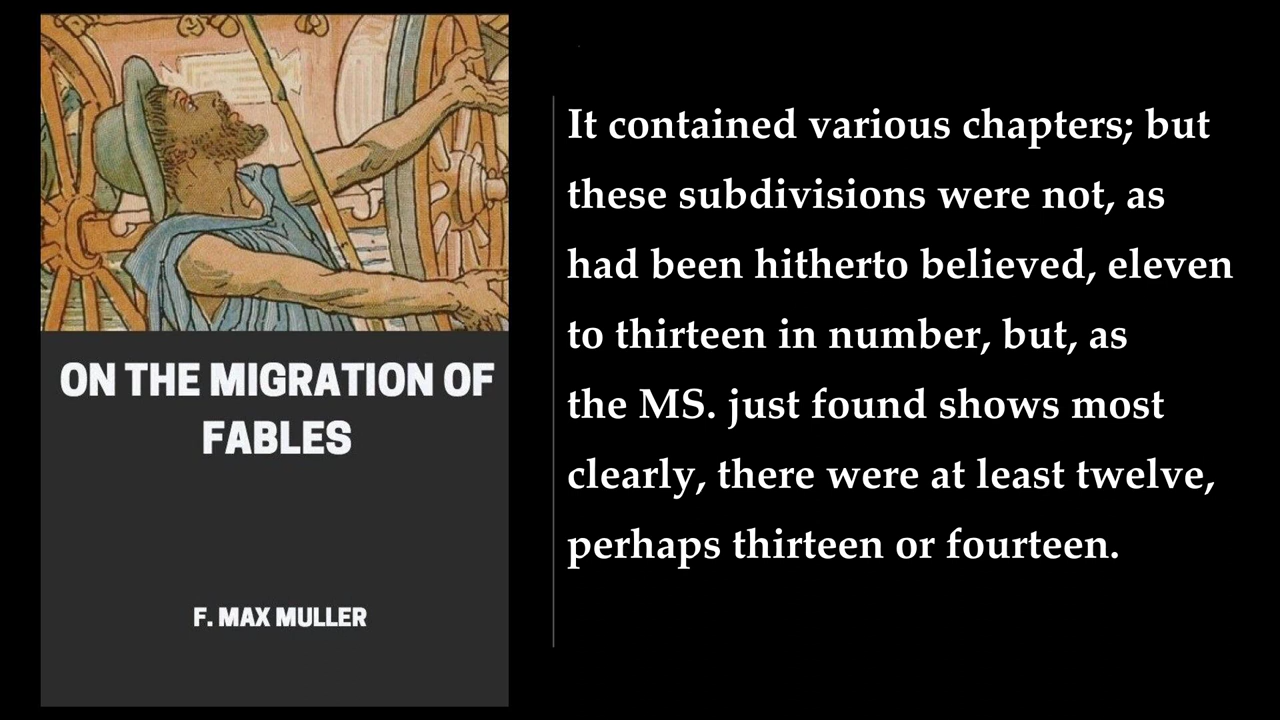 ON THE MIGRATION OF
FABLES
F. MAX MULLER
It contained various chapters; but
these subdivisions were not, as
had been hitherto believed, eleven
to thirteen in number, but, as
the MS. just found shows most
clearly, there were at least twelve,
perhaps thirteen or fourteen.